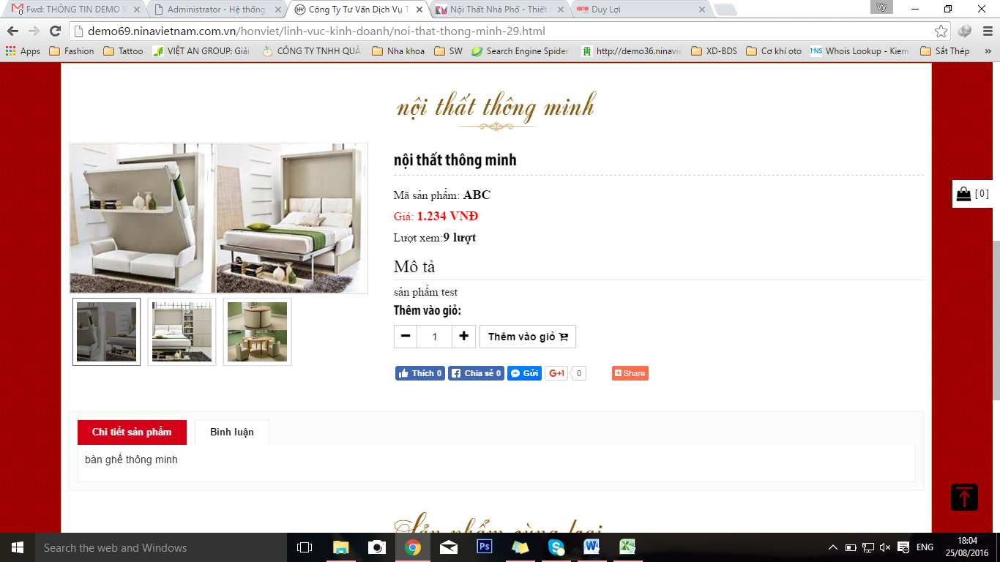 Fwd: THÔNG TIN DEMO W
Administrator - Hệ thống
Công Ty Tư Vấn Dịch Vụ T
Nội Thất Nhà Phố - Thiết
Duy Lợi
Vy
demo69.ninavietnam.com.vn/honviet/linh-vuc-kinh-doanh/noi-that-thong-minh-29.html
Apps
Fashion
Tattoo
VIỆT AN GROUP: Giải
CÔNG TY TNHH QUẢ
Nha khoa
SW
Search Engine Spider
http://demo36.ninavie
XD-BDS
Cơ khí oto
Whois Lookup - Kiem
Sắt Thép
»
nội thất thông minh
nội thất thông minh
Mã sản phẩm: ABC
[0]
Giá: 1.234 VNĐ
Lượt xem:9 lượt
Mô tả
sản phẩm test
Thêm vào giỏ:
1
Thêm vào giỏ
Thích 0
Chia sẻ 0
Gửi
G+1
0
Share
Chi tiết sản phẩm
Bình luận
bàn ghế thông minh
Sản phẩm cùng loại
Search the web and Windows
Ps
ENG
18:04
25/08/2016